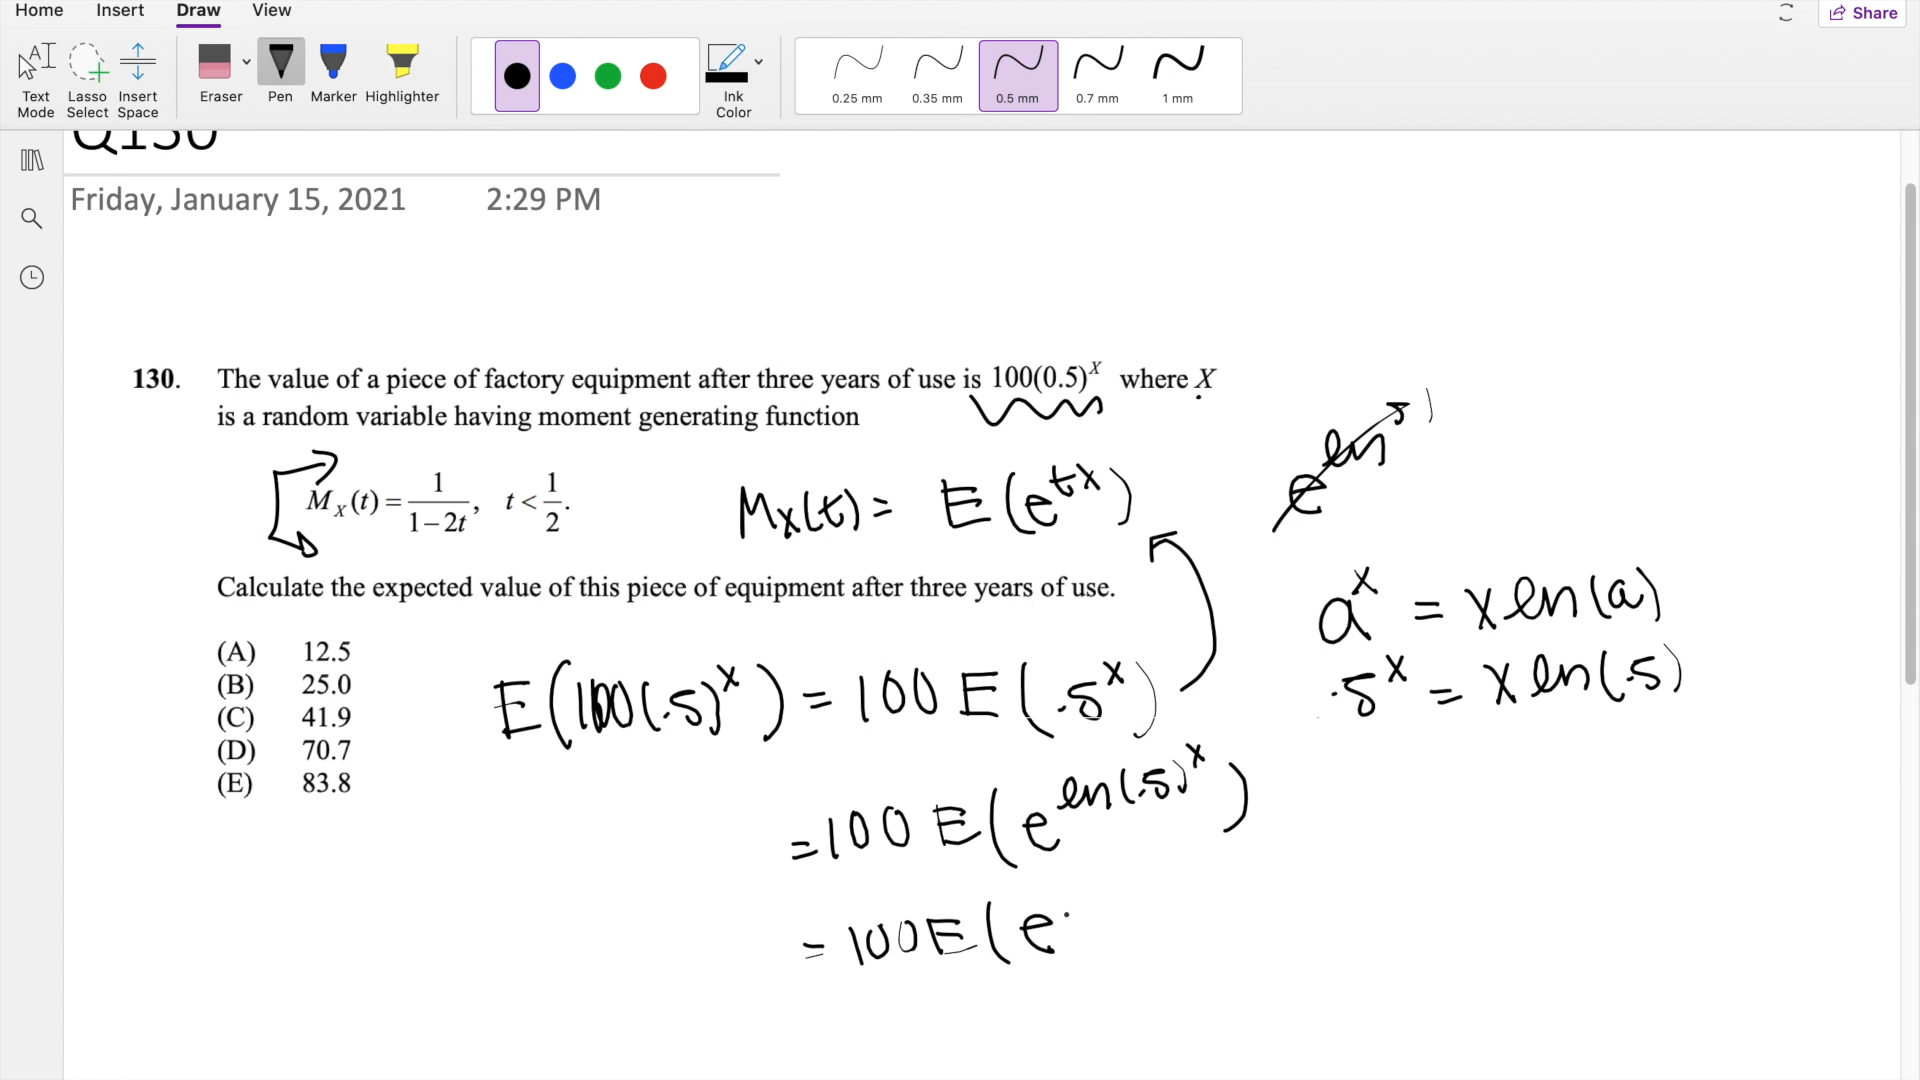 Home Insert Draw View
Share
Text Mode
Lasso Select
Insert Space
Eraser
Pen
Marker
Highlighter
Ink Color
0.25 mm 0.35 mm 0.5 mm 0.7 mm 1 mm
Q130
Friday, January 15, 2021 2:29 PM
130. The value of a piece of factory equipment after three years of use is 100(0.5)^X where X
is a random variable having moment generating function
M_X(t) = 1/(1−2t), t < 1/2.
M_X(t) = E(e^{tX})
e^{ln
Calculate the expected value of this piece of equipment after three years of use.
a^x = x ln(a)
.5^x = x ln(.5)
(A) 12.5
(B) 25.0
(C) 41.9
(D) 70.7
(E) 83.8
E(100(.5)^x) = 100 E(.5^x)
= 100 E(e^{ln(.5)^x})
= 100 E(e